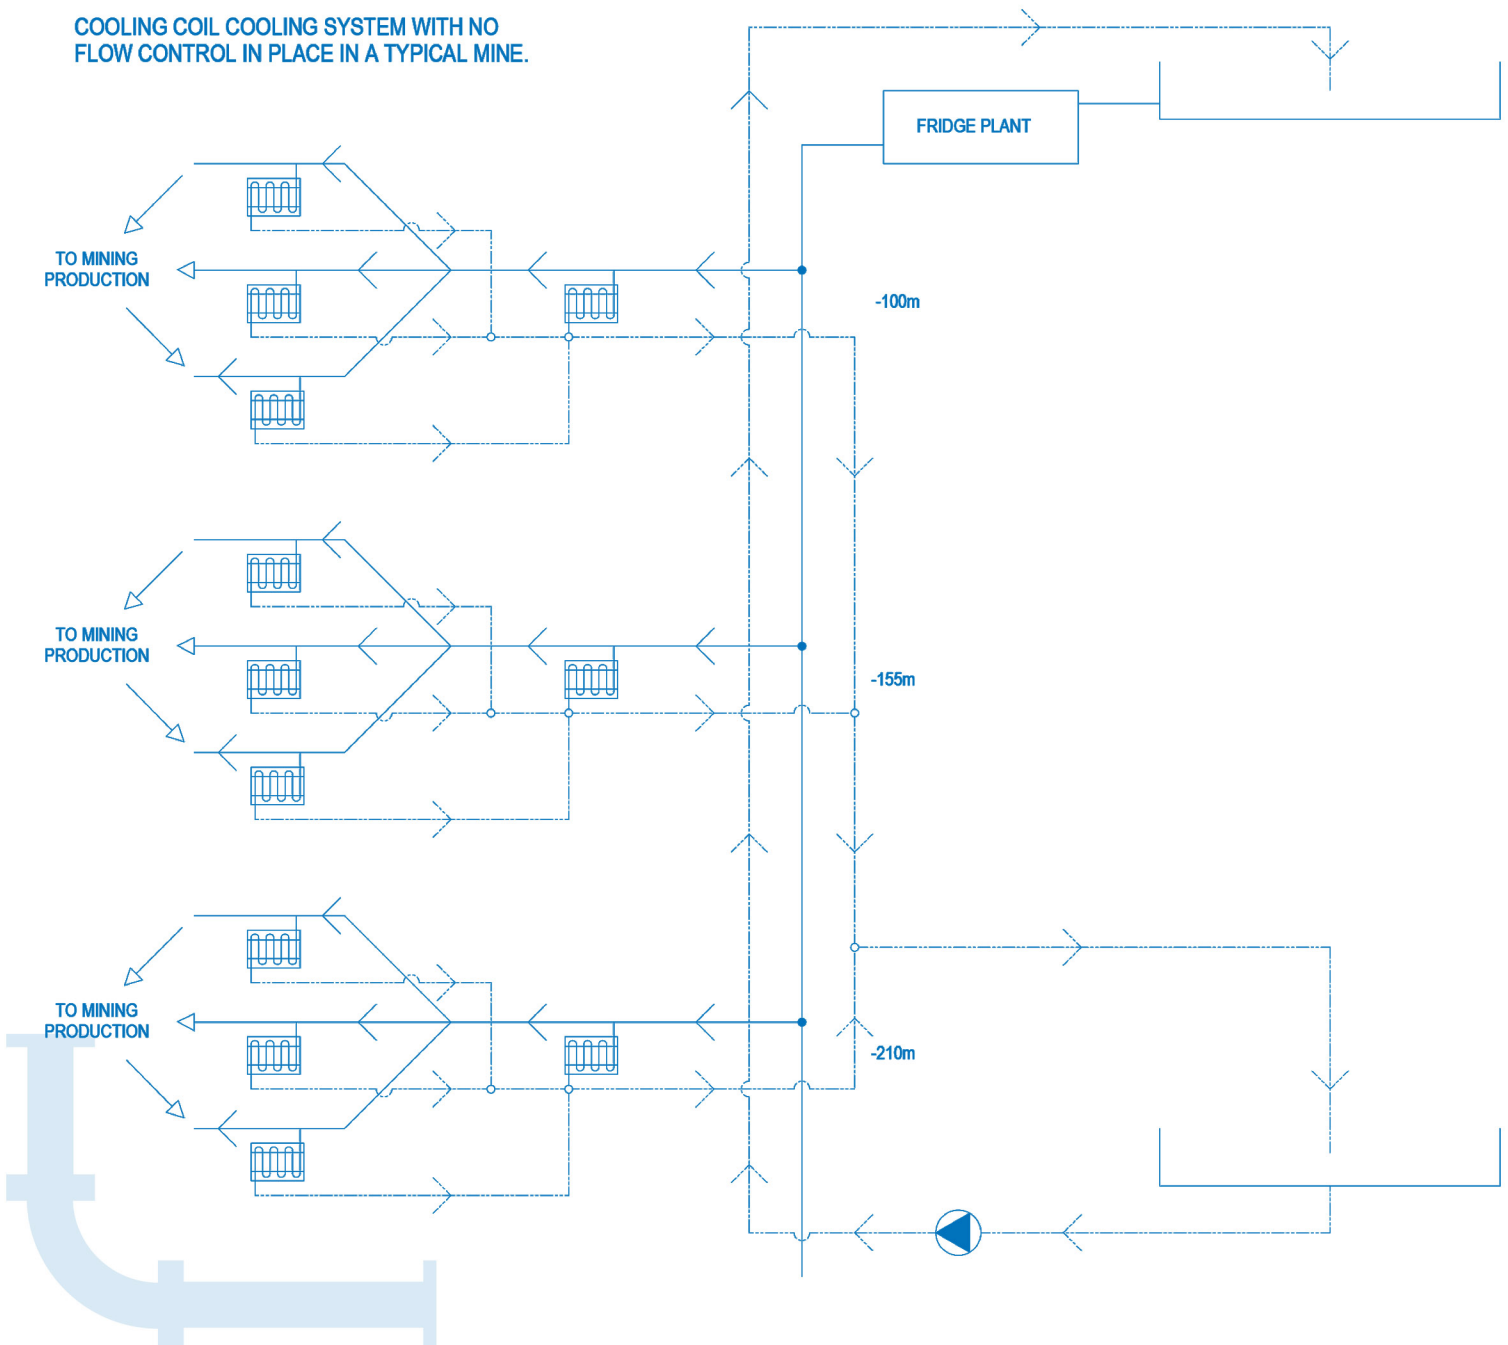 COOLING COIL COOLING SYSTEM WITH NO
FLOW CONTROL IN PLACE IN A TYPICAL MINE.
FRIDGE PLANT
TO MINING
PRODUCTION
-100m
TO MINING
PRODUCTION
-155m
TO MINING
PRODUCTION
-210m